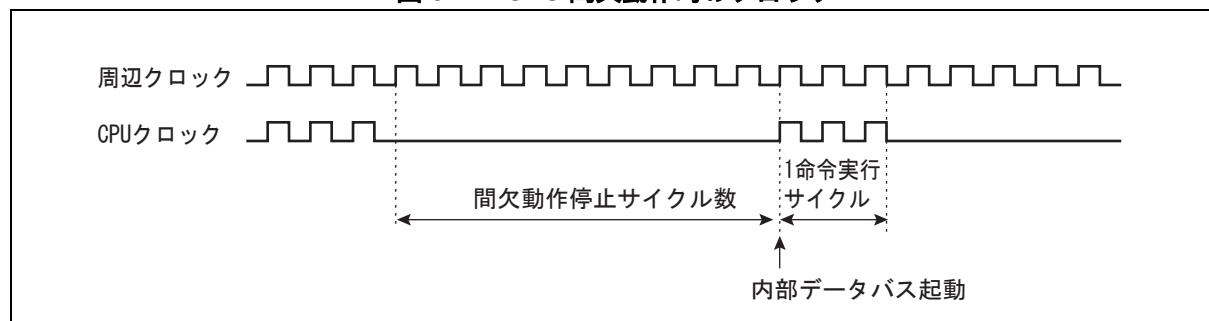 周辺クロック
CPUクロック
1命令実行
間欠動作停止サイクル数
サイクル
内部データバス起動